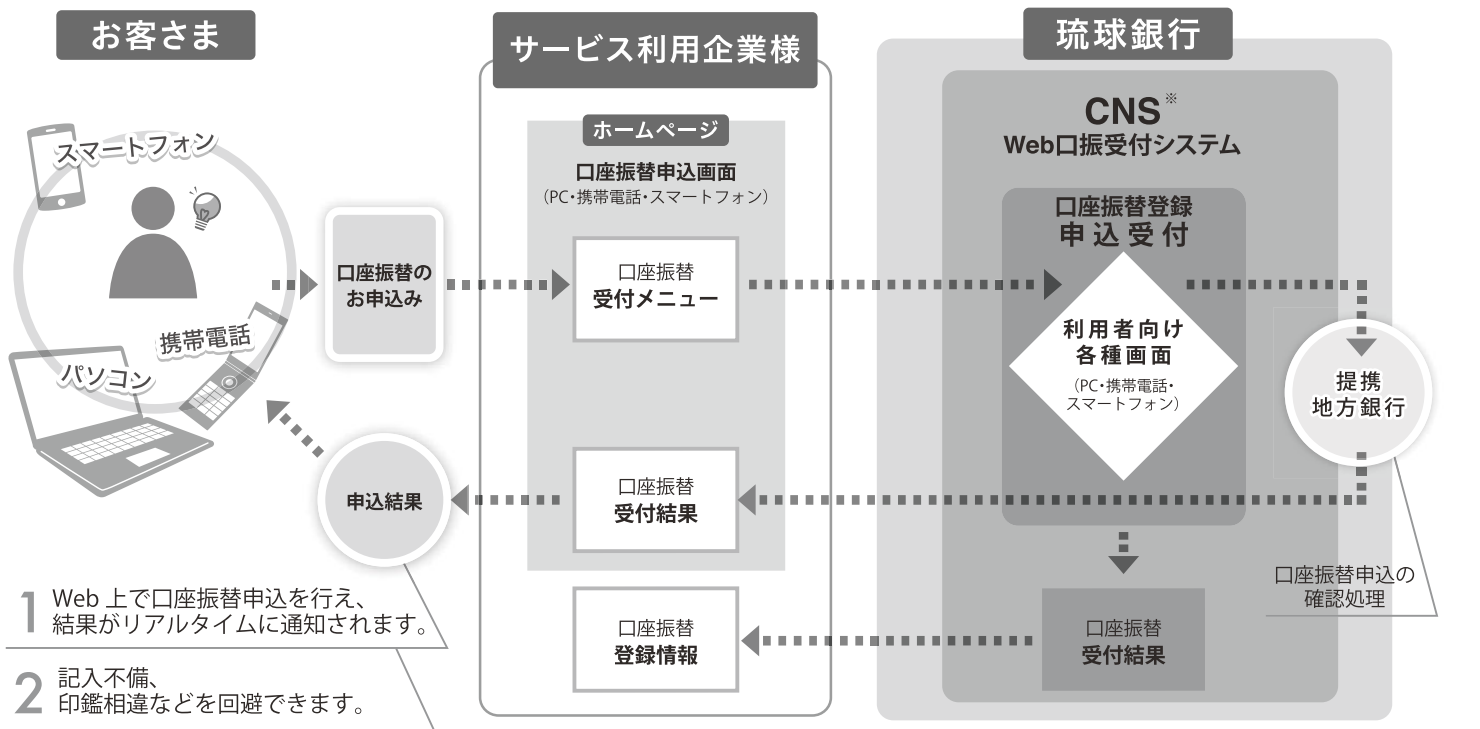 お客さま
スマートフォン
携帯電話
パソコン
口座振替の
お申込み
申込結果
1
Web 上で口座振替申込を行え、
結果がリアルタイムに通知されます。
2
記入不備、
印鑑相違などを回避できます。
サービス利用企業様
ホームページ
口座振替申込画面
（PC・携帯電話・スマートフォン）
口座振替
受付メニュー
口座振替
受付結果
口座振替
登録情報
琉球銀行
CNS※
Web口振受付システム
口座振替登録
申込受付
利用者向け
各種画面
（PC・携帯電話・
スマートフォン）
口座振替
受付結果
提携
地方銀行
口座振替申込の
確認処理